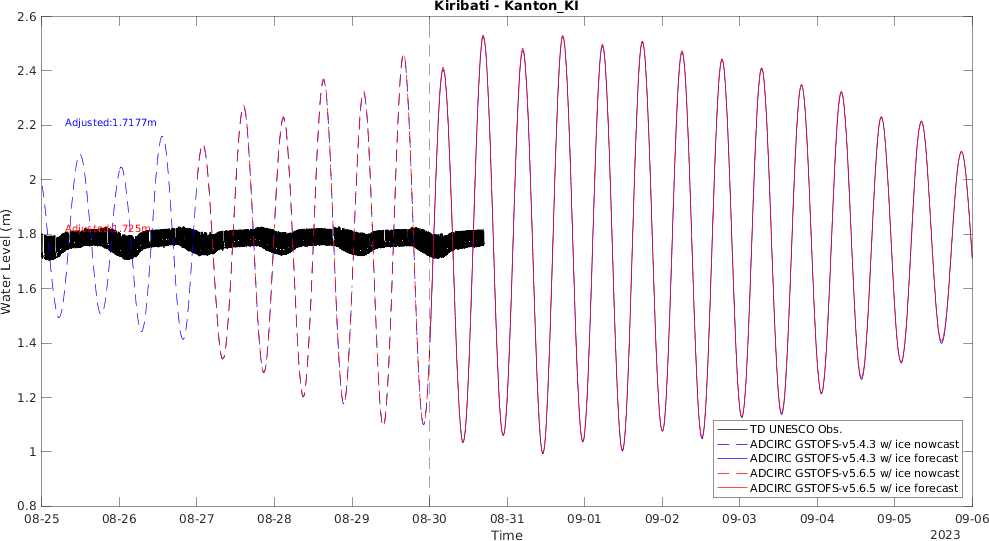 Kiribati - Kanton_KI
2.6
2.4
2.2
2
1.8
1.6
1.4
1.2
1
0.8
Water Level (m)
Adjusted:1.7177m
Adjusted:1.725m
TD UNESCO Obs.
ADCIRC GSTOFS-v5.4.3 w/ ice nowcast
ADCIRC GSTOFS-v5.4.3 w/ ice forecast
ADCIRC GSTOFS-v5.6.5 w/ ice nowcast
ADCIRC GSTOFS-v5.6.5 w/ ice forecast
08-25 08-26 08-27 08-28 08-29 08-30 08-31 09-01 09-02 09-03 09-04 09-05 09-06
Time
2023